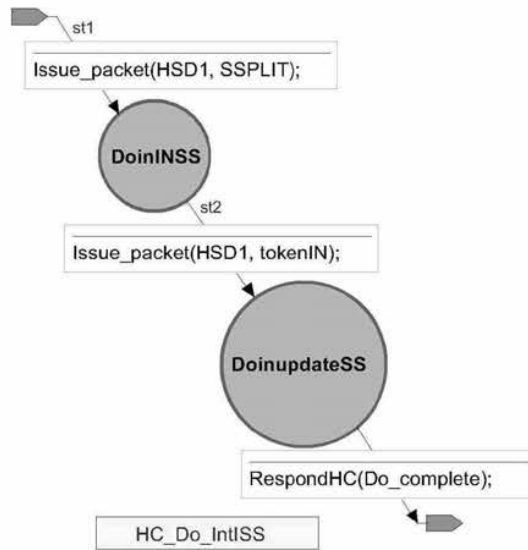 st1
Issue_packet(HSD1, SSPLIT);
DoinINSS
st2
Issue_packet(HSD1, tokenIN);
DoinupdateSS
RespondHC(Do_complete);
HC_Do_IntISS